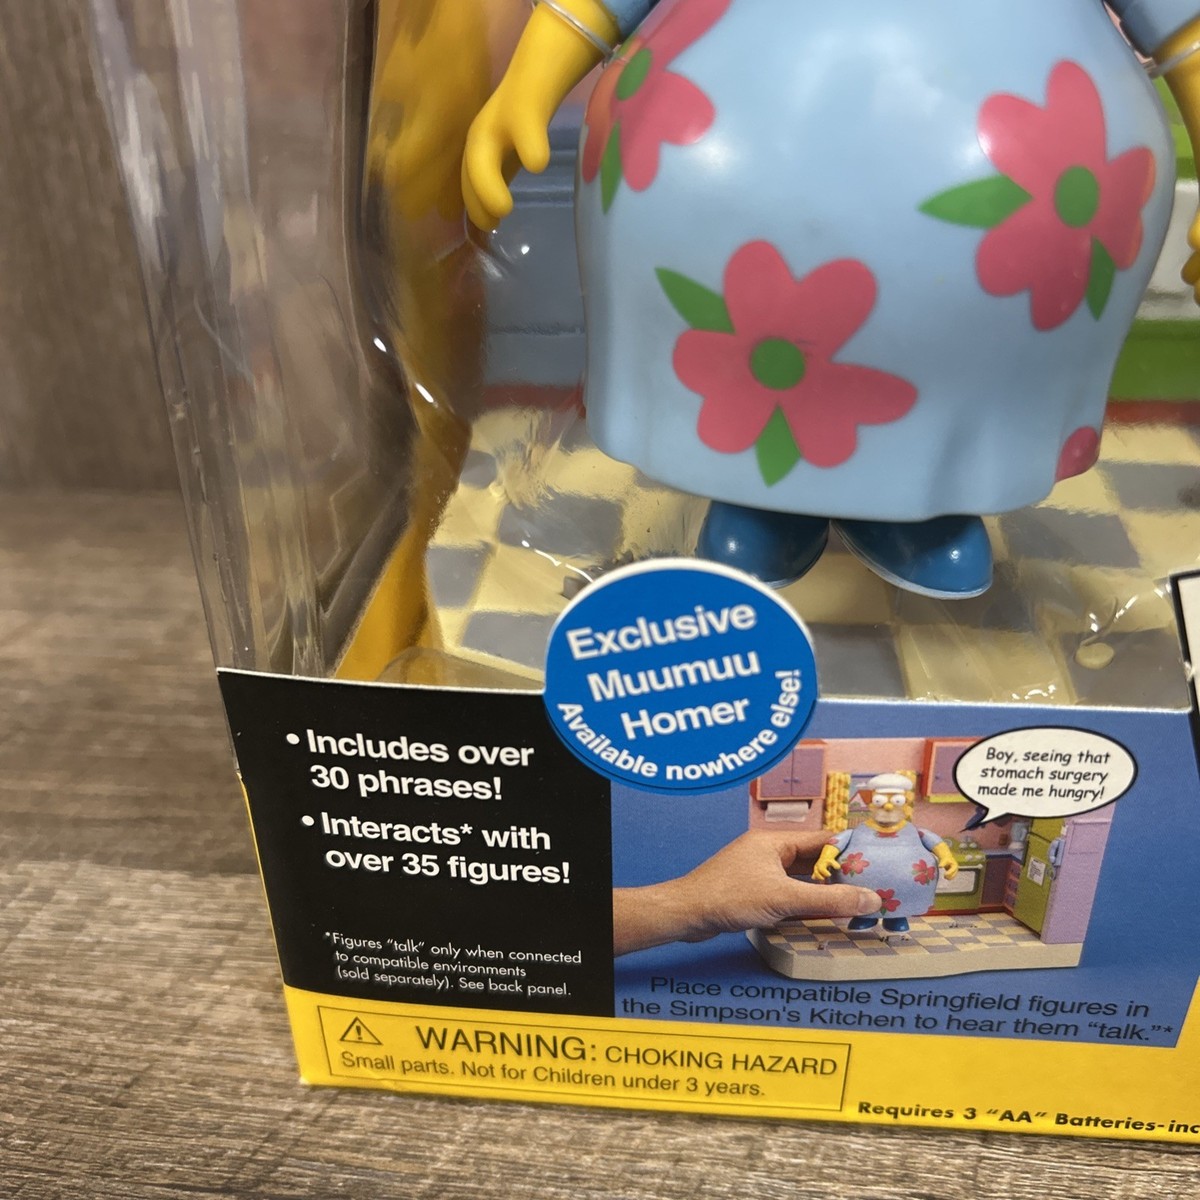 Exclusive
Muumuu
Homer
Available nowhere else!
• Includes over
30 phrases!
• Interacts* with
over 35 figures!
*Figures "talk" only when connected
to compatible environments
(sold separately). See back panel.
Boy, seeing that
stomach surgery
made me hungry!
Place compatible Springfield figures in
the Simpson's Kitchen to hear them "talk."*
WARNING: CHOKING HAZARD
Small parts. Not for Children under 3 years.
Requires 3 "AA" Batteries-inc